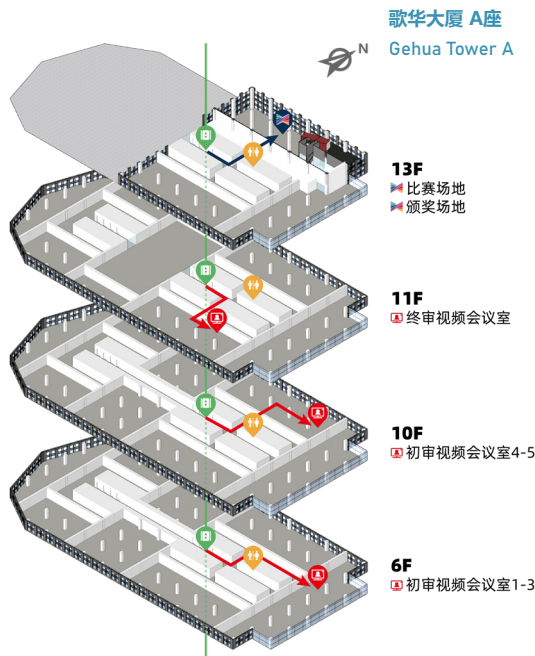 歌华大厦 A座
Gehua Tower A
N
13F
比赛场地
颁奖场地
11F
终审视频会议室
10F
初审视频会议室4-5
6F
初审视频会议室1-3